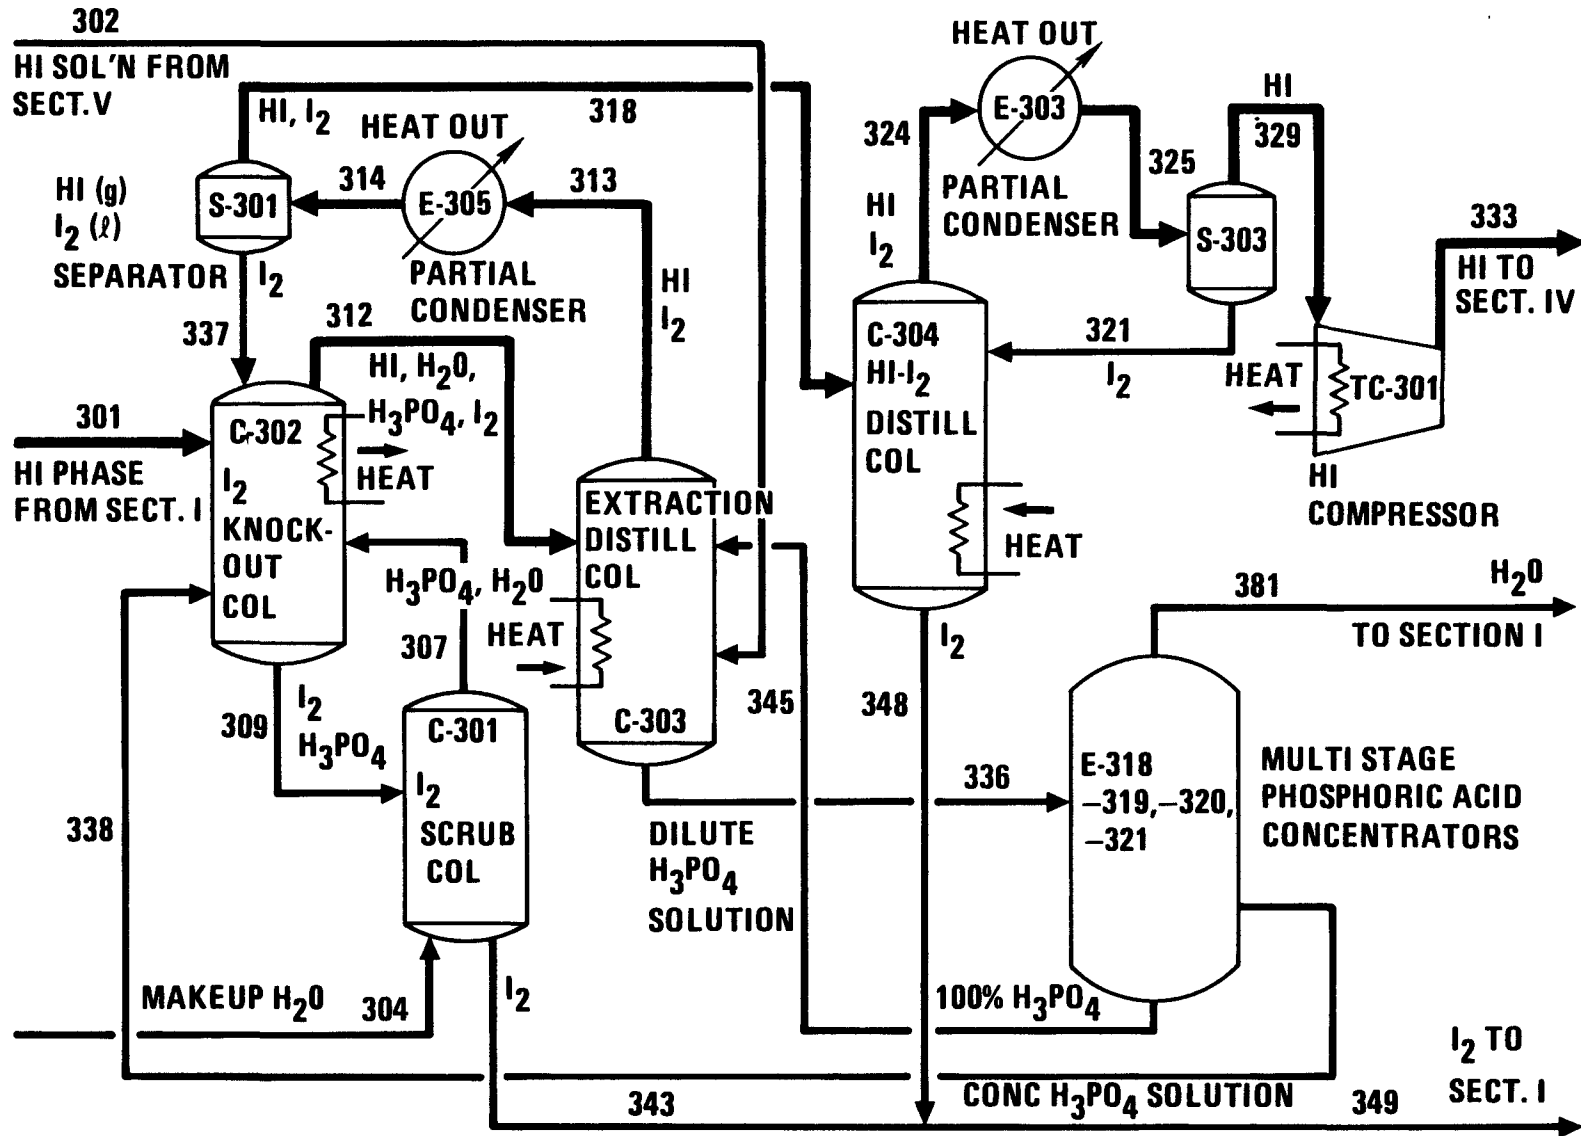 302
HI SOL'N FROM
SECT. V
HI, I2
318
HEAT OUT
314
E-305
313
PARTIAL
CONDENSER
HI (g)
I2 (ℓ)
SEPARATOR
S-301
I2
337
312
HI, H2O,
H3PO4, I2
HI
I2
301
HI PHASE
FROM SECT. I
C-302
I2
KNOCK-
OUT
COL
HEAT
H3PO4, H2O
307
309
I2
H3PO4
338
C-301
I2
SCRUB
COL
MAKEUP H2O
304
I2
343
EXTRACTION
DISTILL
COL
HEAT
C-303
DILUTE
H3PO4
SOLUTION
345
HEAT OUT
E-303
324
HI
I2
PARTIAL
CONDENSER
325
HI
329
S-303
321
I2
333
HI TO
SECT. IV
C-304
HI-I2
DISTILL
COL
HEAT
HEAT
TC-301
HI
COMPRESSOR
I2
348
336
381
H2O
TO SECTION I
E-318
–319,–320,
–321
MULTI STAGE
PHOSPHORIC ACID
CONCENTRATORS
100% H3PO4
CONC H3PO4 SOLUTION
349
I2 TO
SECT. I